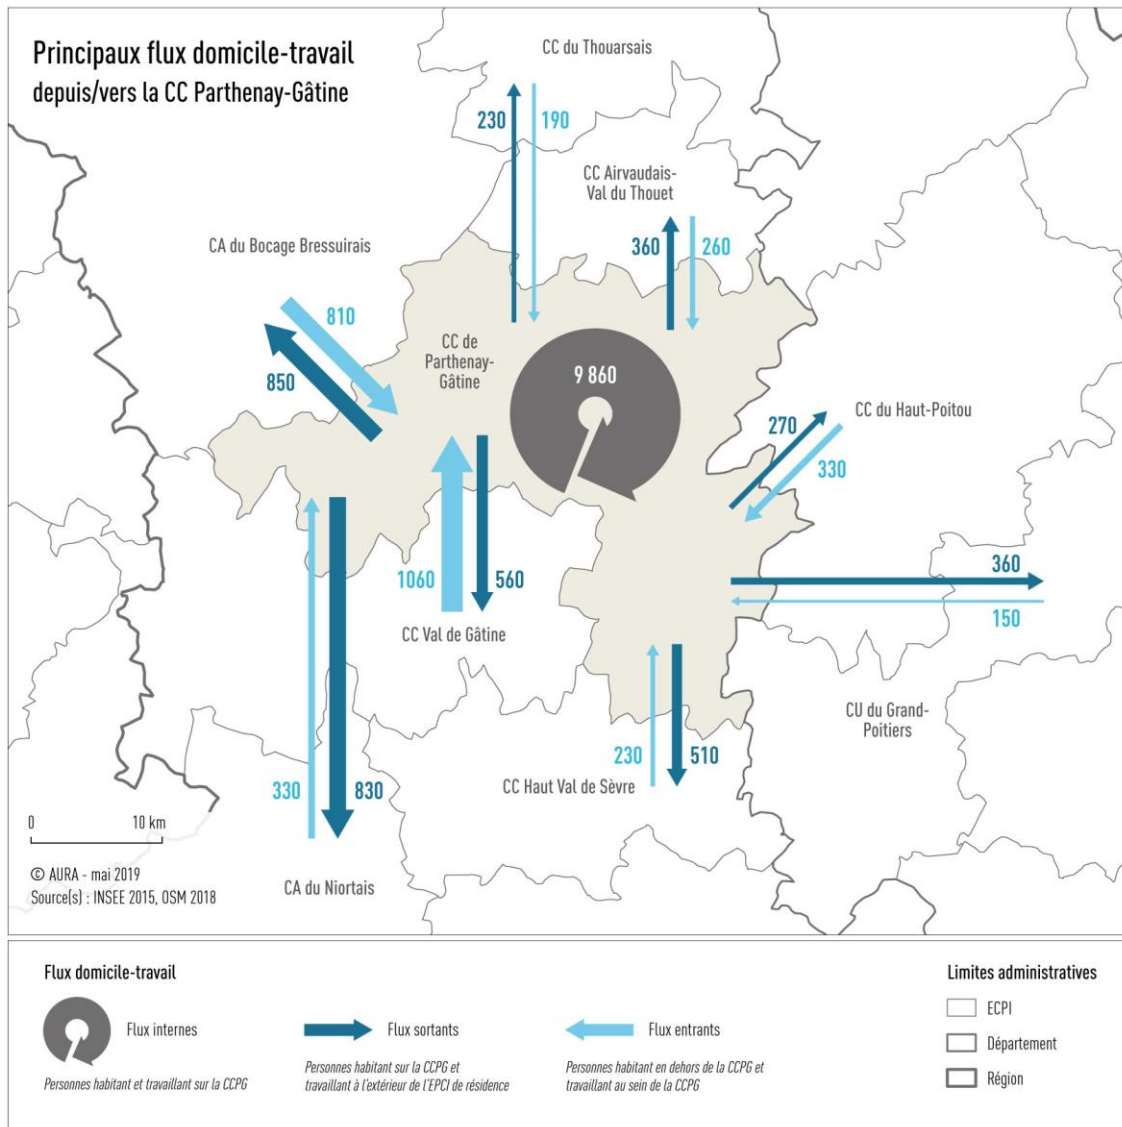 Principaux flux domicile-travail
depuis/vers la CC Parthenay-Gâtine
CC du Thouarsais
230
190
CC Airvaudais-
Val du Thouet
360
260
CA du Bocage Bressuirais
810
850
CC de
Parthenay-
Gâtine
9 860
CC du Haut-Poitou
270
330
1060
560
CC Val de Gâtine
360
150
CU du Grand-
Poitiers
230
510
CC Haut Val de Sèvre
330
830
CA du Niortais
0
10 km
© AURA - mai 2019
Source(s) : INSEE 2015, OSM 2018
Flux domicile-travail
Flux internes
Personnes habitant et travaillant sur la CCPG
Flux sortants
Personnes habitant sur la CCPG et
travaillant à l'extérieur de l'EPCI de résidence
Flux entrants
Personnes habitant en dehors de la CCPG et
travaillant au sein de la CCPG
Limites administratives
ECPI
Département
Région